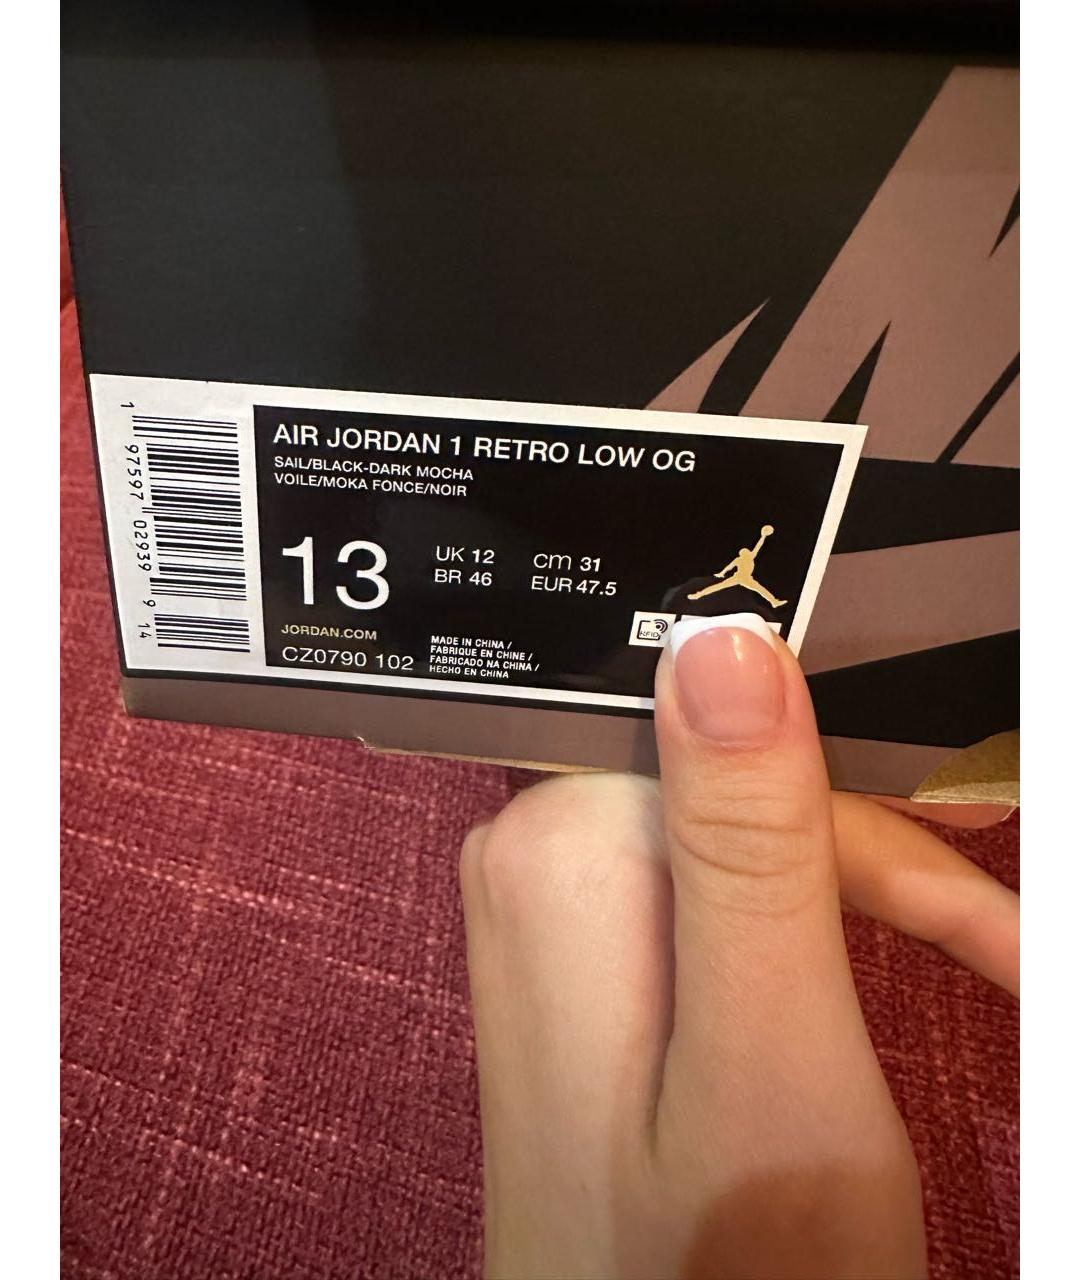 AIR JORDAN 1 RETRO LOW OG
SAIL/BLACK-DARK MOCHA
VOILE/MOKA FONCE/NOIR
13
UK 12
BR 46
cm 31
EUR 47.5
JORDAN.COM
CZ0790 102
MADE IN CHINA /
FABRIQUE EN CHINE /
FABRICADO NA CHINA /
HECHO EN CHINA
RFID
1 97597 02939 9 14